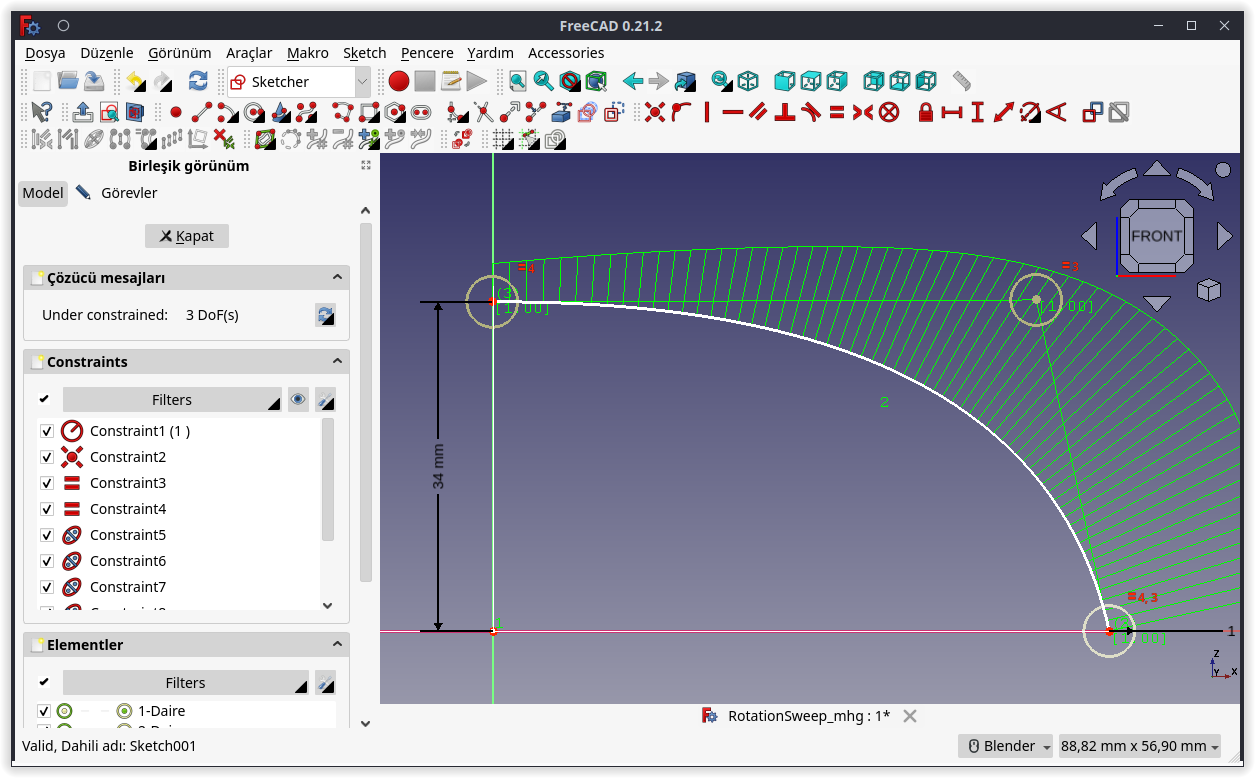 FreeCAD 0.21.2
Dosya Düzenle Görünüm Araçlar Makro Sketch Pencere Yardım Accessories
Sketcher
Birleşik görünüm
Model Görevler
Kapat
Çözücü mesajları
Under constrained: 3 DoF(s)
Constraints
Filters
Constraint1 (1 )
Constraint2
Constraint3
Constraint4
Constraint5
Constraint6
Constraint7
Elementler
Filters
1-Daire
FRONT
=4
(3)
[1.00]
=3
[1.00]
2
34 mm
=4, 3
1
Z
Y X
RotationSweep_mhg : 1*
Valid, Dahili adı: Sketch001
Blender
88,82 mm x 56,90 mm